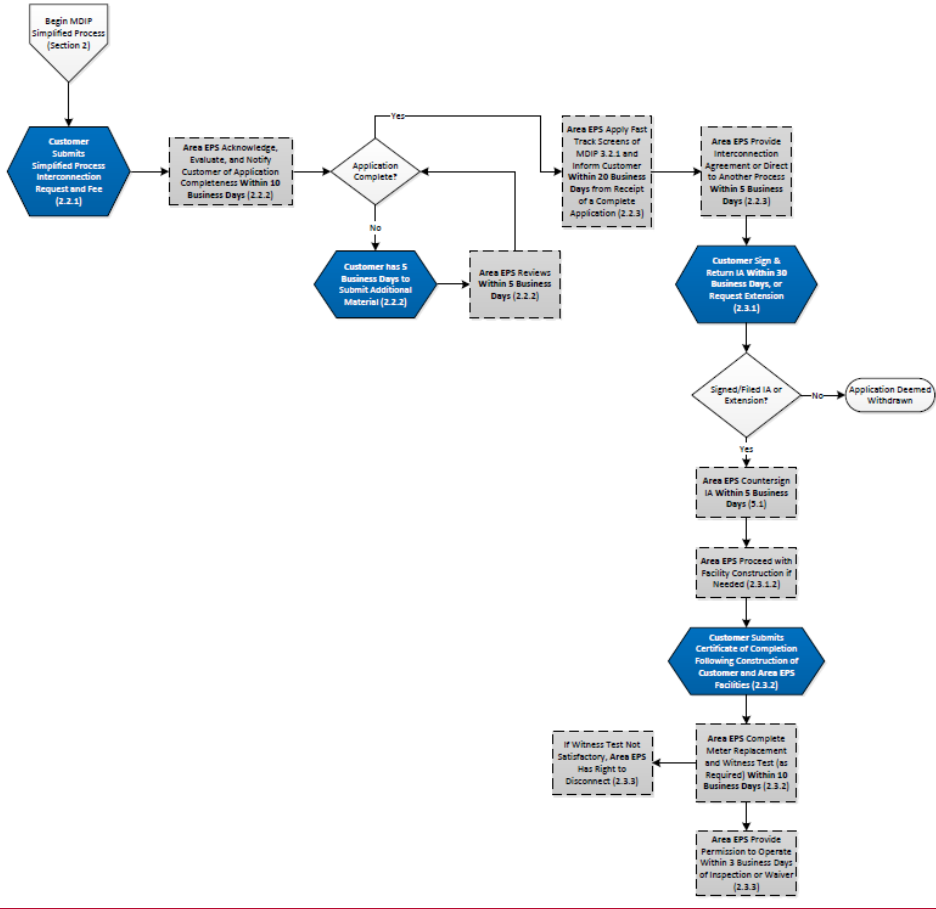 Begin MDIP
Simplified Process
(Section 2)
Customer
Submits
Simplified Process
Interconnection
Request and Fee
(2.2.1)
Area EPS Acknowledge,
Evaluate, and Notify
Customer of Application
Completeness Within 10
Business Days (2.2.2)
Application
Complete?
Yes
No
Customer has 5
Business Days to
Submit Additional
Material (2.2.2)
Area EPS Reviews
Within 5 Business
Days (2.2.2)
Area EPS Apply Fast
Track Screens of
MDIP 3.2.1 and
Inform Customer
Within 20 Business
Days from Receipt
of a Complete
Application (2.2.3)
Area EPS Provide
Interconnection
Agreement or Direct
to Another Process
Within 5 Business
Days (2.2.3)
Customer Sign &
Return IA Within 30
Business Days, or
Request Extension
(2.3.1)
Signed/Filed IA or
Extension?
No
Application Deemed
Withdrawn
Yes
Area EPS Countersign
IA Within 5 Business
Days (5.1)
Area EPS Proceed with
Facility Construction if
Needed (2.3.1.2)
Customer Submits
Certificate of Completion
Following Construction of
Customer and Area EPS
Facilities (2.3.2)
Area EPS Complete
Meter Replacement
and Witness Test (as
Required) Within 10
Business Days (2.3.2)
If Witness Test Not
Satisfactory, Area EPS
Has Right to
Disconnect (2.3.3)
Area EPS Provide
Permission to Operate
Within 3 Business Days
of Inspection or Waiver
(2.3.3)